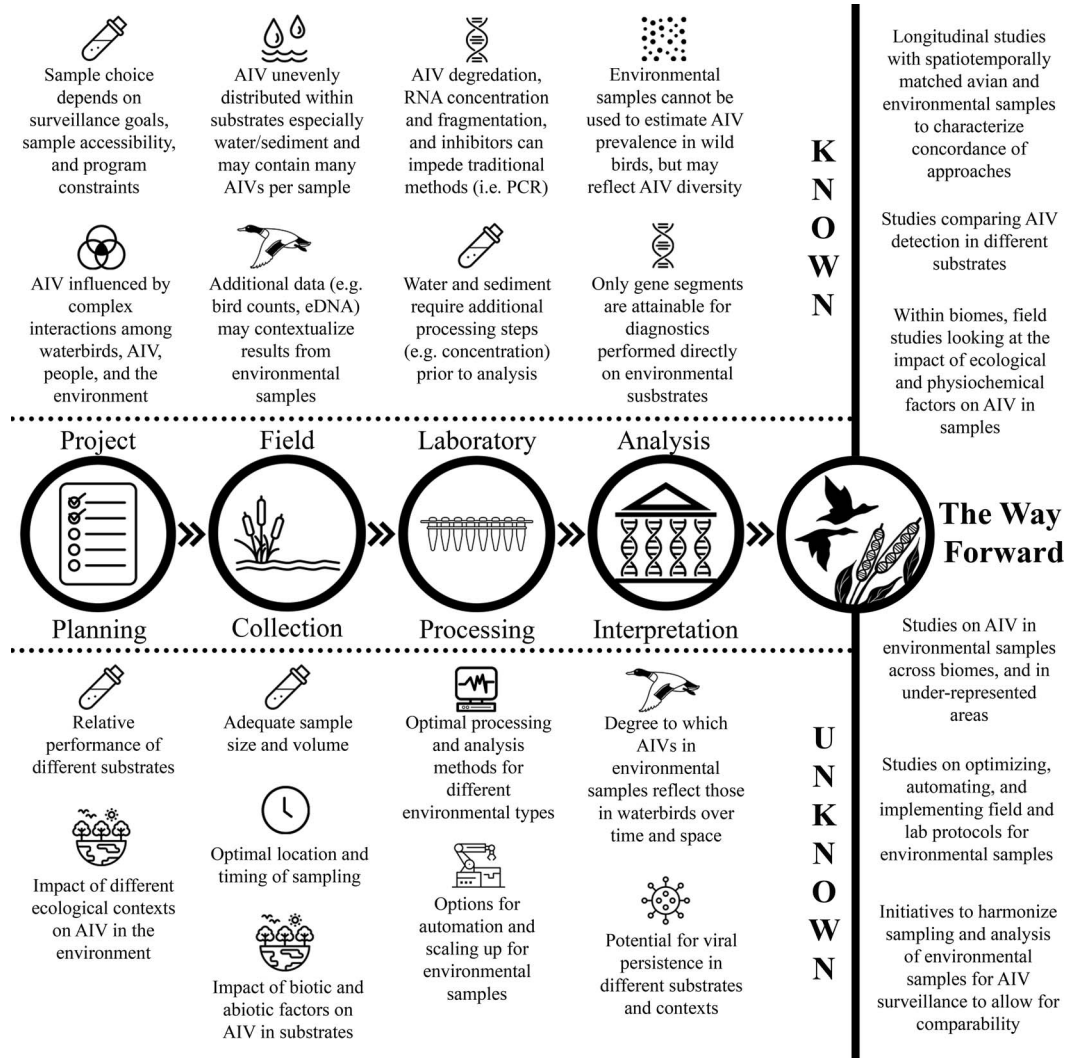 Sample choice
depends on
surveillance goals,
sample accessibility,
and program
constraints
AIV unevenly
distributed within
substrates especially
water/sediment and
may contain many
AIVs per sample
AIV degredation,
RNA concentration
and fragmentation,
and inhibitors can
impede traditional
methods (i.e. PCR)
Environmental
samples cannot be
used to estimate AIV
prevalence in wild
birds, but may
reflect AIV diversity
AIV influenced by
complex
interactions among
waterbirds, AIV,
people, and the
environment
Additional data (e.g.
bird counts, eDNA)
may contextualize
results from
environmental
samples
Water and sediment
require additional
processing steps
(e.g. concentration)
prior to analysis
Only gene segments
are attainable for
diagnostics
performed directly
on environmental
susbstrates
K
N
O
W
N
Longitudinal studies
with spatiotemporally
matched avian and
environmental samples
to characterize
concordance of
approaches
Studies comparing AIV
detection in different
substrates
Within biomes, field
studies looking at the
impact of ecological
and physiochemical
factors on AIV in
samples
Project
Planning
Field
Collection
Laboratory
Processing
Analysis
Interpretation
The Way
Forward
Relative
performance of
different substrates
Impact of different
ecological contexts
on AIV in the
environment
Adequate sample
size and volume
Optimal location and
timing of sampling
Impact of biotic and
abiotic factors on
AIV in substrates
Optimal processing
and analysis
methods for
different
environmental types
Options for
automation and
scaling up for
environmental
samples
Degree to which
AIVs in
environmental
samples reflect those
in waterbirds over
time and space
Potential for viral
persistence in
different substrates
and contexts
U
N
K
N
O
W
N
Studies on AIV in
environmental samples
across biomes, and in
under-represented
areas
Studies on optimizing,
automating, and
implementing field and
lab protocols for
environmental samples
Initiatives to harmonize
sampling and analysis
of environmental
samples for AIV
surveillance to allow for
comparability